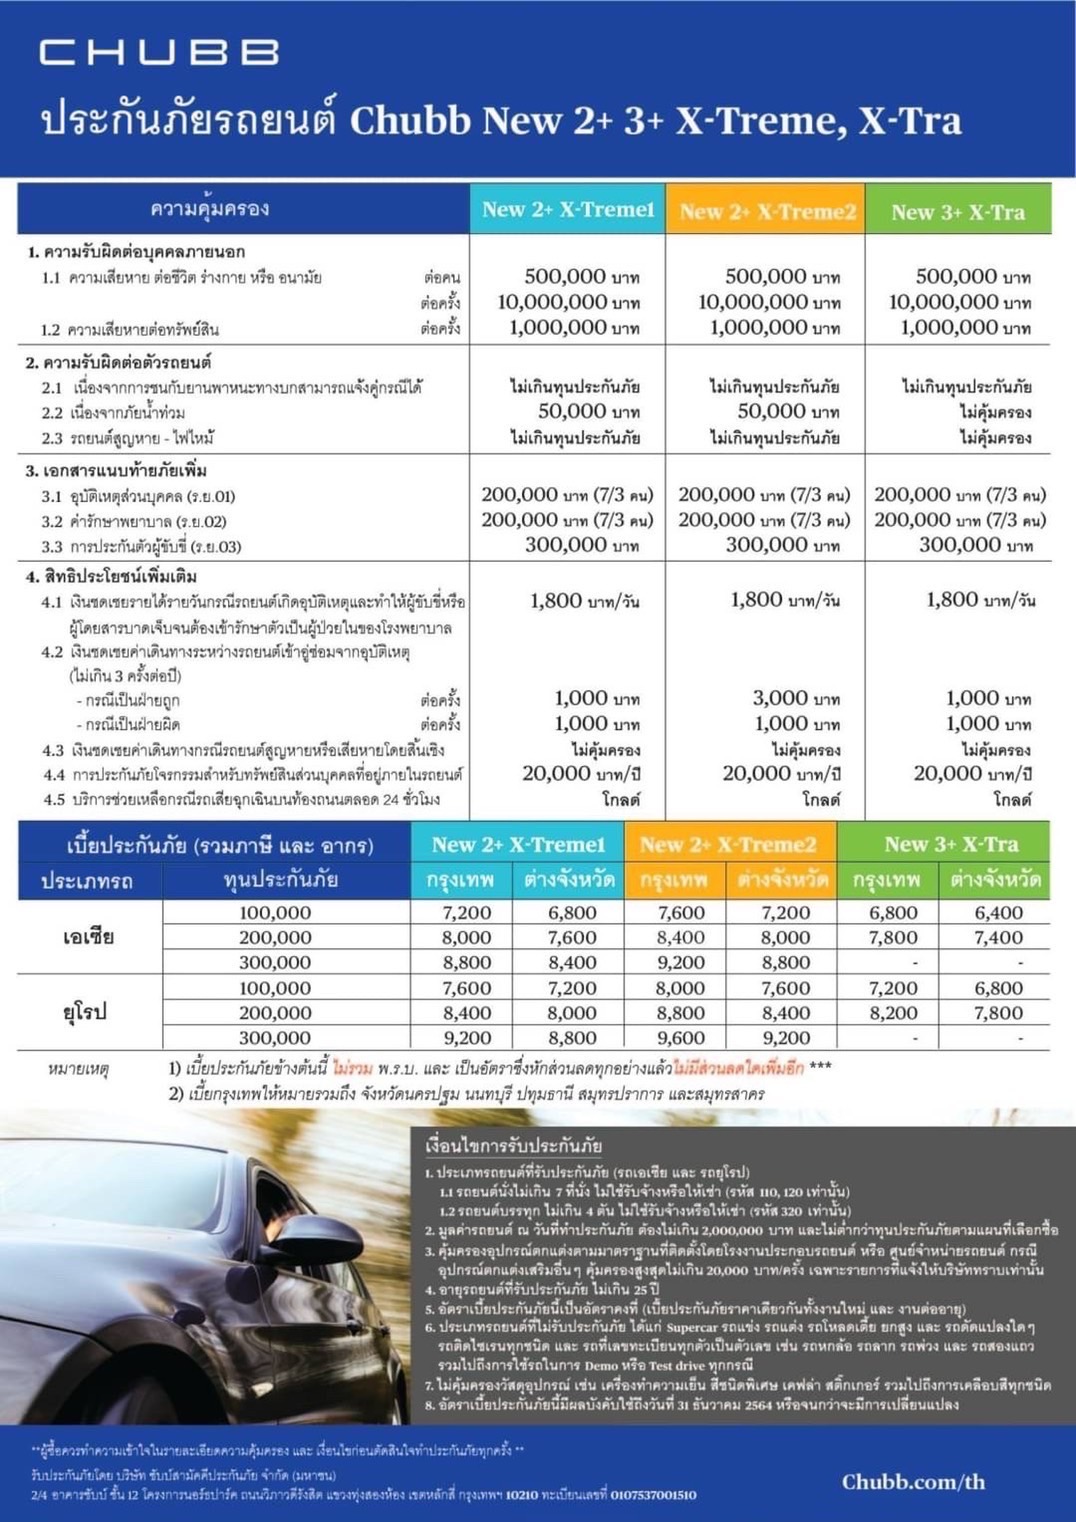 CHUBB
ประกันภัยรถยนต์ Chubb New 2+ 3+ X-Treme, X-Tra
ความคุ้มครอง New 2+ X-Treme1 New 2+ X-Treme2 New 3+ X-Tra
1. ความรับผิดต่อบุคคลภายนอก
1.1 ความเสียหาย ต่อชีวิต ร่างกาย หรือ อนามัย ต่อคน 500,000 บาท 500,000 บาท 500,000 บาท
ต่อครั้ง 10,000,000 บาท 10,000,000 บาท 10,000,000 บาท
1.2 ความเสียหายต่อทรัพย์สิน ต่อครั้ง 1,000,000 บาท 1,000,000 บาท 1,000,000 บาท
2. ความรับผิดต่อตัวรถยนต์
2.1 เนื่องจากการชนกับยานพาหนะทางบกสามารถแจ้งคู่กรณีได้ ไม่เกินทุนประกันภัย ไม่เกินทุนประกันภัย ไม่เกินทุนประกันภัย
2.2 เนื่องจากภัยน้ำท่วม 50,000 บาท 50,000 บาท ไม่คุ้มครอง
2.3 รถยนต์สูญหาย - ไฟไหม้ ไม่เกินทุนประกันภัย ไม่เกินทุนประกันภัย ไม่คุ้มครอง
3. เอกสารแนบท้ายภัยเพิ่ม
3.1 อุบัติเหตุส่วนบุคคล (ร.ย.01) 200,000 บาท (7/3 คน) 200,000 บาท (7/3 คน) 200,000 บาท (7/3 คน)
3.2 ค่ารักษาพยาบาล (ร.ย.02) 200,000 บาท (7/3 คน) 200,000 บาท (7/3 คน) 200,000 บาท (7/3 คน)
3.3 การประกันตัวผู้ขับขี่ (ร.ย.03) 300,000 บาท 300,000 บาท 300,000 บาท
4. สิทธิประโยชน์เพิ่มเติม
4.1 เงินชดเชยรายได้รายวันกรณีรถยนต์เกิดอุบัติเหตุและทำให้ผู้ขับขี่หรือ 1,800 บาท/วัน 1,800 บาท/วัน 1,800 บาท/วัน
ผู้โดยสารบาดเจ็บจนต้องเข้ารักษาตัวเป็นผู้ป่วยในของโรงพยาบาล
4.2 เงินชดเชยค่าเดินทางระหว่างรถยนต์เข้าอู่ซ่อมจากอุบัติเหตุ
(ไม่เกิน 3 ครั้งต่อปี)
- กรณีเป็นฝ่ายถูก ต่อครั้ง 1,000 บาท 3,000 บาท 1,000 บาท
- กรณีเป็นฝ่ายผิด ต่อครั้ง 1,000 บาท 1,000 บาท 1,000 บาท
4.3 เงินชดเชยค่าเดินทางกรณีรถยนต์สูญหายหรือเสียหายโดยสิ้นเชิง ไม่คุ้มครอง ไม่คุ้มครอง ไม่คุ้มครอง
4.4 การประกันภัยโจรกรรมสำหรับทรัพย์สินส่วนบุคคลที่อยู่ภายในรถยนต์ 20,000 บาท/ปี 20,000 บาท/ปี 20,000 บาท/ปี
4.5 บริการช่วยเหลือกรณีรถเสียฉุกเฉินบนท้องถนนตลอด 24 ชั่วโมง โกลด์ โกลด์ โกลด์
เบี้ยประกันภัย (รวมภาษี และ อากร) New 2+ X-Treme1 New 2+ X-Treme2 New 3+ X-Tra
ประเภทรถ ทุนประกันภัย กรุงเทพ ต่างจังหวัด กรุงเทพ ต่างจังหวัด กรุงเทพ ต่างจังหวัด
เอเซีย 100,000 7,200 6,800 7,600 7,200 6,800 6,400
200,000 8,000 7,600 8,400 8,000 7,800 7,400
300,000 8,800 8,400 9,200 8,800 - -
ยุโรป 100,000 7,600 7,200 8,000 7,600 7,200 6,800
200,000 8,400 8,000 8,800 8,400 8,200 7,800
300,000 9,200 8,800 9,600 9,200 - -
หมายเหตุ 1) เบี้ยประกันภัยข้างต้นนี้ ไม่รวม พ.ร.บ. และ เป็นอัตราซึ่งหักส่วนลดทุกอย่างแล้วไม่มีส่วนลดใดเพิ่มอีก ***
2) เบี้ยกรุงเทพให้หมายรวมถึง จังหวัดนครปฐม นนทบุรี ปทุมธานี สมุทรปราการ และสมุทรสาคร
เงื่อนไขการรับประกันภัย
1. ประเภทรถยนต์ที่รับประกันภัย (รถเอเซีย และ รถยุโรป)
1.1 รถยนต์นั่งไม่เกิน 7 ที่นั่ง ไม่ใช้รับจ้างหรือให้เช่า (รหัส 110, 120 เท่านั้น)
1.2 รถยนต์บรรทุก ไม่เกิน 4 ตัน ไม่ใช้รับจ้างหรือให้เช่า (รหัส 320 เท่านั้น)
2. มูลค่ารถยนต์ ณ วันที่ทำประกันภัย ต้องไม่เกิน 2,000,000 บาท และไม่ต่ำกว่าทุนประกันภัยตามแผนที่เลือกซื้อ
3. คุ้มครองอุปกรณ์ตกแต่งตามมาตราฐานที่ติดตั้งโดยโรงงานประกอบรถยนต์ หรือ ศูนย์จำหน่ายรถยนต์ กรณี
อุปกรณ์ตกแต่งเสริมอื่นๆ คุ้มครองสูงสุดไม่เกิน 20,000 บาท/ครั้ง เฉพาะรายการที่แจ้งให้บริษัททราบเท่านั้น
4. อายุรถยนต์ที่รับประกันภัย ไม่เกิน 25 ปี
5. อัตราเบี้ยประกันภัยนี้เป็นอัตราคงที่ (เบี้ยประกันภัยราคาเดียวกันทั้งงานใหม่ และ งานต่ออายุ)
6. ประเภทรถยนต์ที่ไม่รับประกันภัย ได้แก่ Supercar รถแข่ง รถแต่ง รถโหลดเตี้ย ยกสูง และ รถดัดแปลงใดๆ
รถติดไซเรนทุกชนิด และ รถที่เลขทะเบียนทุกตัวเป็นตัวเลข เช่น รถหกล้อ รถลาก รถพ่วง และ รถสองแถว
รวมไปถึงการใช้รถในการ Demo หรือ Test drive ทุกกรณี
7. ไม่คุ้มครองวัสดุอุปกรณ์ เช่น เครื่องทำความเย็น สีชนิดพิเศษ เคฟล่า สติ๊กเกอร์ รวมไปถึงการเคลือบสีทุกชนิด
8. อัตราเบี้ยประกันภัยนี้มีผลบังคับใช้ถึงวันที่ 31 ธันวาคม 2564 หรือจนกว่าจะมีการเปลี่ยนแปลง
**ผู้ซื้อควรทำความเข้าใจในรายละเอียดความคุ้มครอง และ เงื่อนไขก่อนตัดสินใจทำประกันภัยทุกครั้ง **
รับประกันภัยโดย บริษัท ชับบ์สามัคคีประกันภัย จำกัด (มหาชน)
2/4 อาคารชับบ์ ชั้น 12 โครงการนอร์ธปาร์ค ถนนวิภาวดีรังสิต แขวงทุ่งสองห้อง เขตหลักสี่ กรุงเทพฯ 10210 ทะเบียนเลขที่ 0107537001510
Chubb.com/th